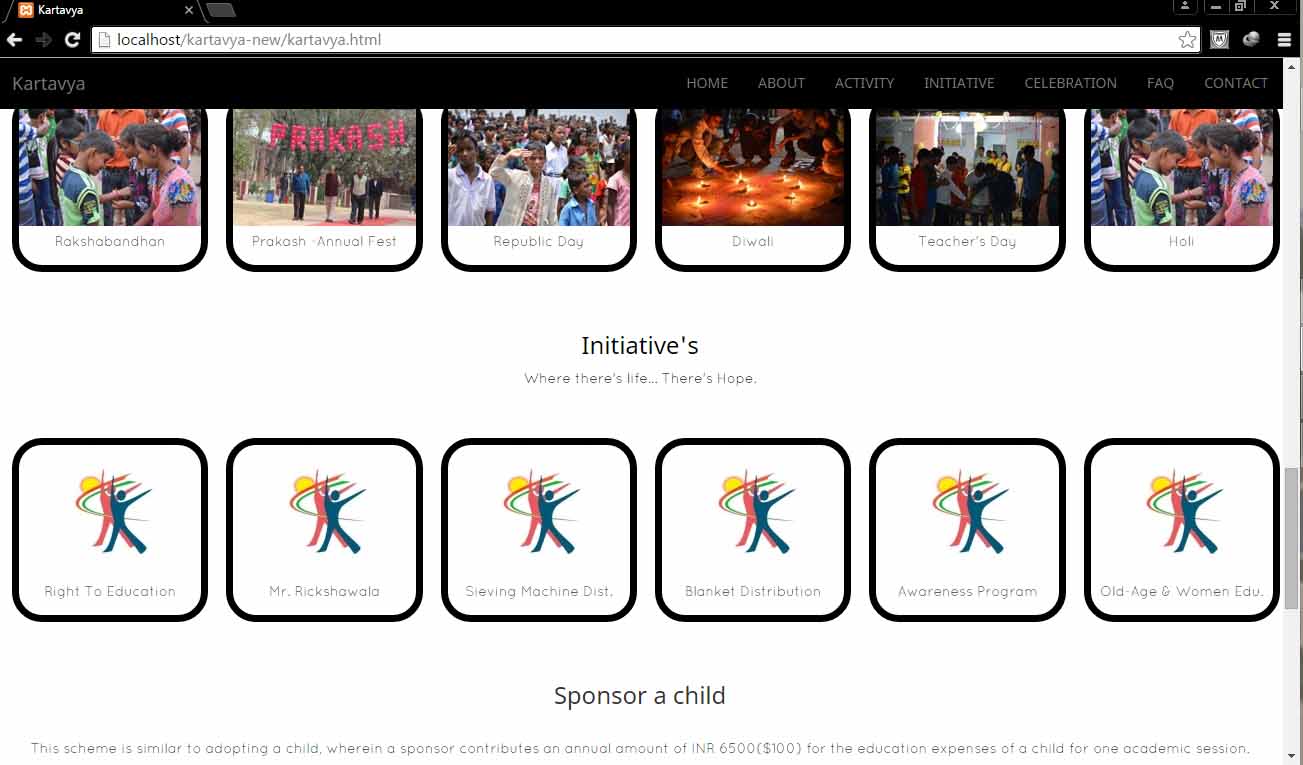 Kartavya
localhost/kartavya-new/kartavya.html
Kartavya HOME ABOUT ACTIVITY INITIATIVE CELEBRATION FAQ CONTACT
PRAKASH
Rakshabandhan Prakash -Annual Fest Republic Day Diwali Teacher's Day Holi
Initiative's
Where there's life... There's Hope.
Right To Education Mr. Rickshawala Sieving Machine Dist. Blanket Distribution Awareness Program Old-Age & Women Edu.
Sponsor a child
This scheme is similar to adopting a child, wherein a sponsor contributes an annual amount of INR 6500($100) for the education expenses of a child for one academic session.